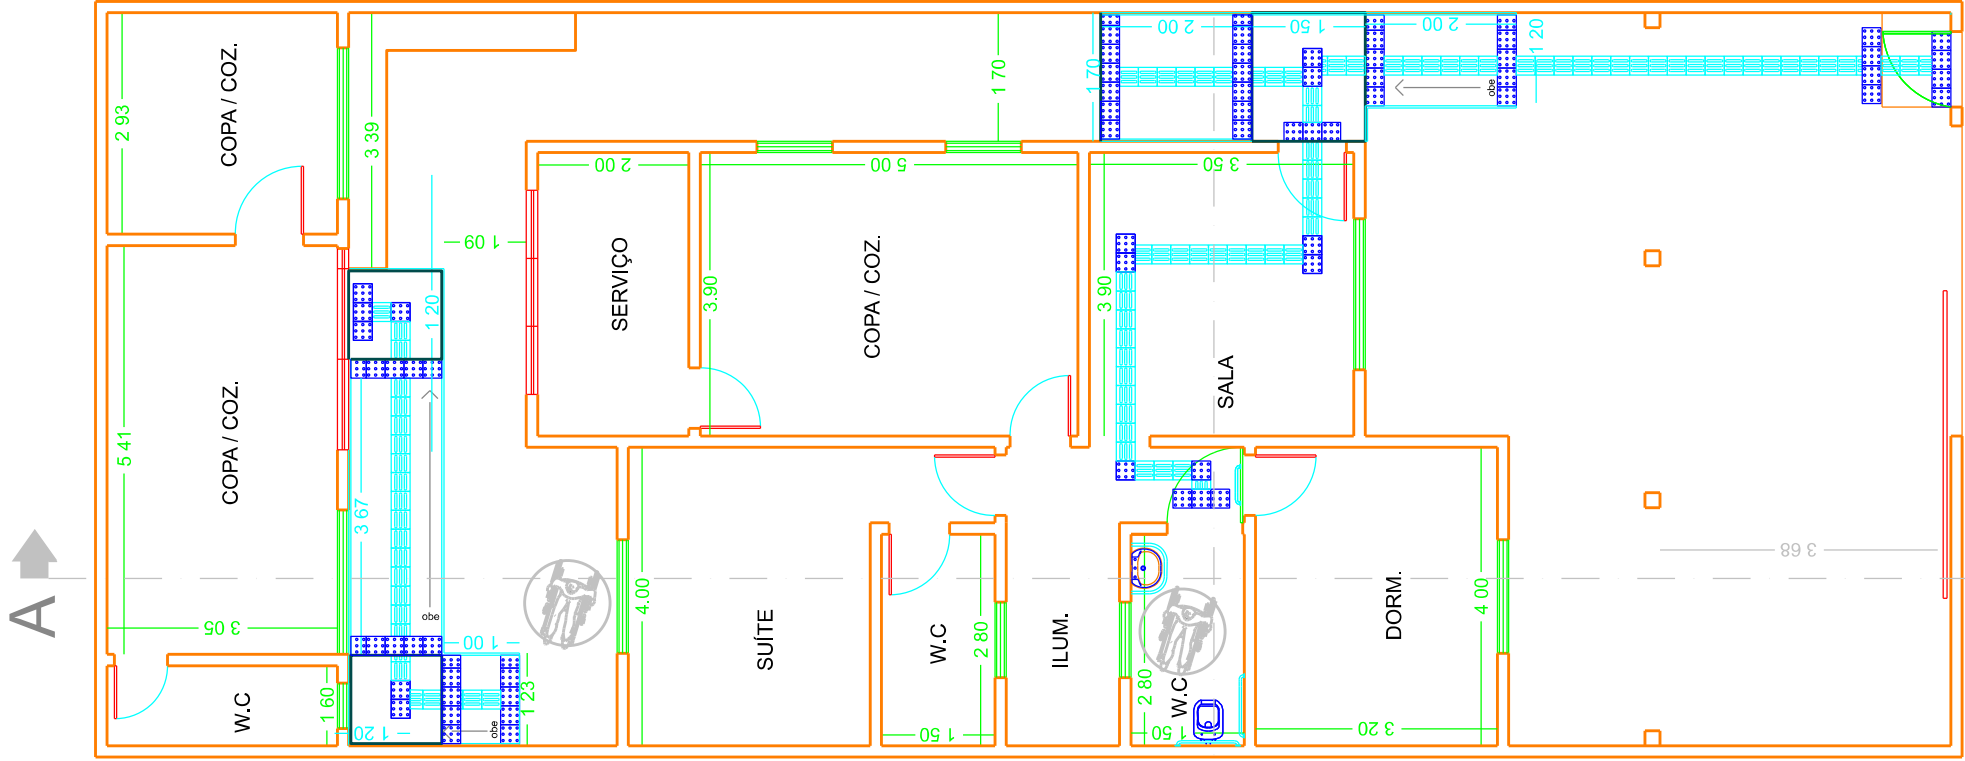 2 00
1 50
2 00
1 20
COPA / COZ.
2 93
3 39
1 70
1 70
obe
2 00
5 00
3 50
1 09
SERVIÇO
3.90
COPA / COZ.
3 90
1 20
SALA
COPA / COZ.
5 41
3 67
3 68
A
obe
3 05
4.00
SUÍTE
W.C
2 80
ILUM.
2 80
W.C
DORM.
4 00
1 00
W.C
1 60
1 20
obe
1 23
1 50
1 50
3 20